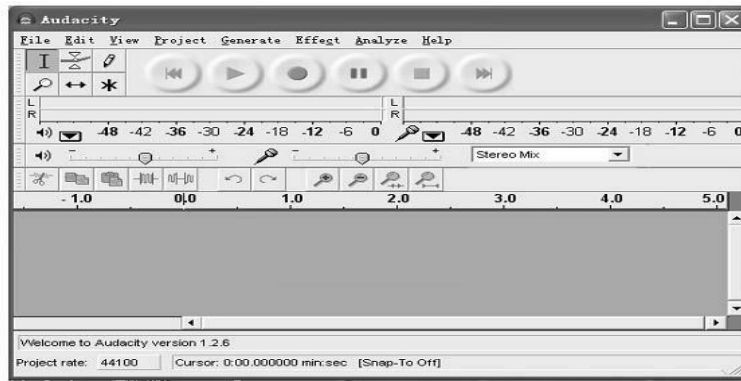 Audacity
File Edit View Project Generate Effect Analyze Help
L
R
L
R
-48 -42 -36 -30 -24 -18 -12 -6 0
-48 -42 -36 -30 -24 -18 -12 -6 0
- + - + Stereo Mix
- 1.0 0.0 1.0 2.0 3.0 4.0 5.0
Welcome to Audacity version 1.2.6
Project rate: 44100 Cursor: 0:00.000000 min:sec [Snap-To Off]